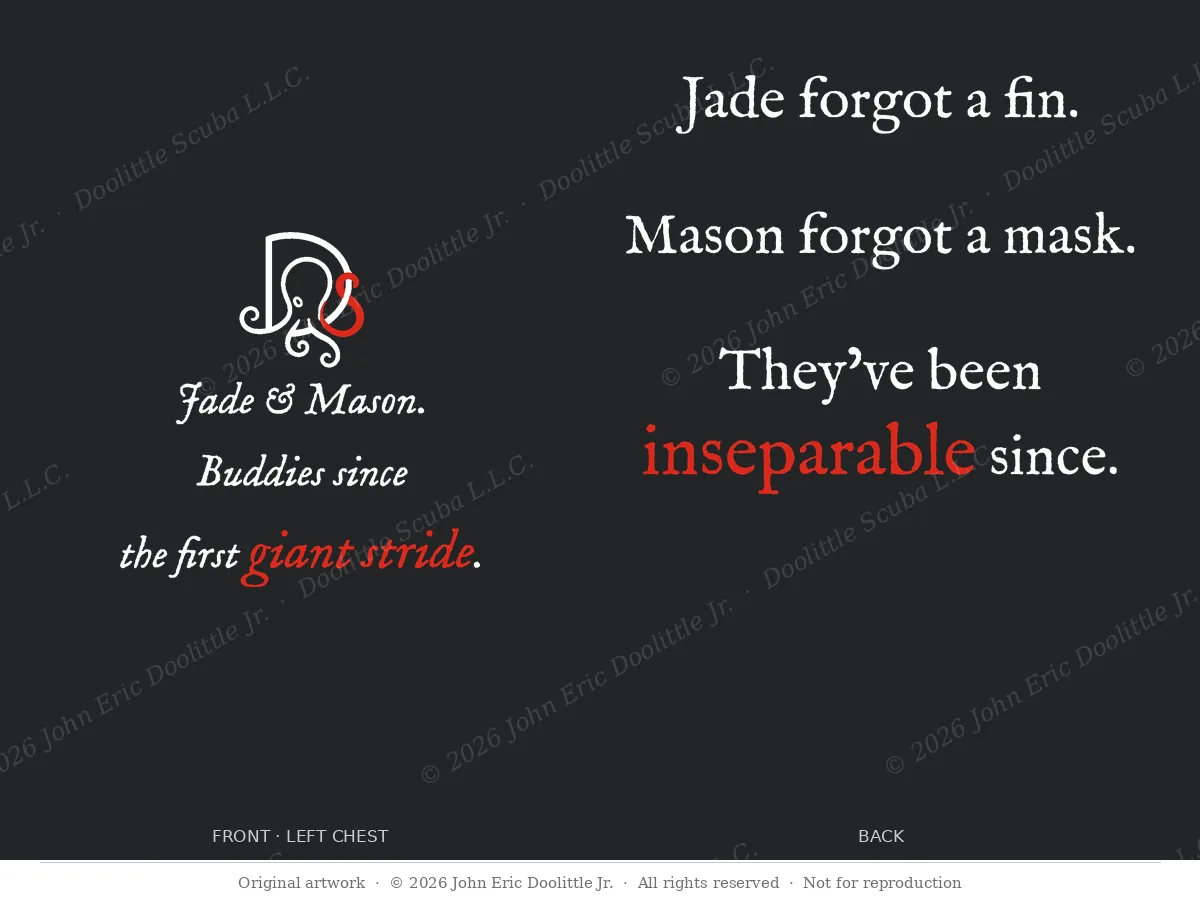 Jade & Mason.
Buddies since
the first giant stride.
FRONT · LEFT CHEST
Jade forgot a fin.
Mason forgot a mask.
They’ve been
inseparable since.
BACK
© 2026 John Eric Doolittle Jr. · Doolittle Scuba L.L.C.
Original artwork · © 2026 John Eric Doolittle Jr. · All rights reserved · Not for reproduction